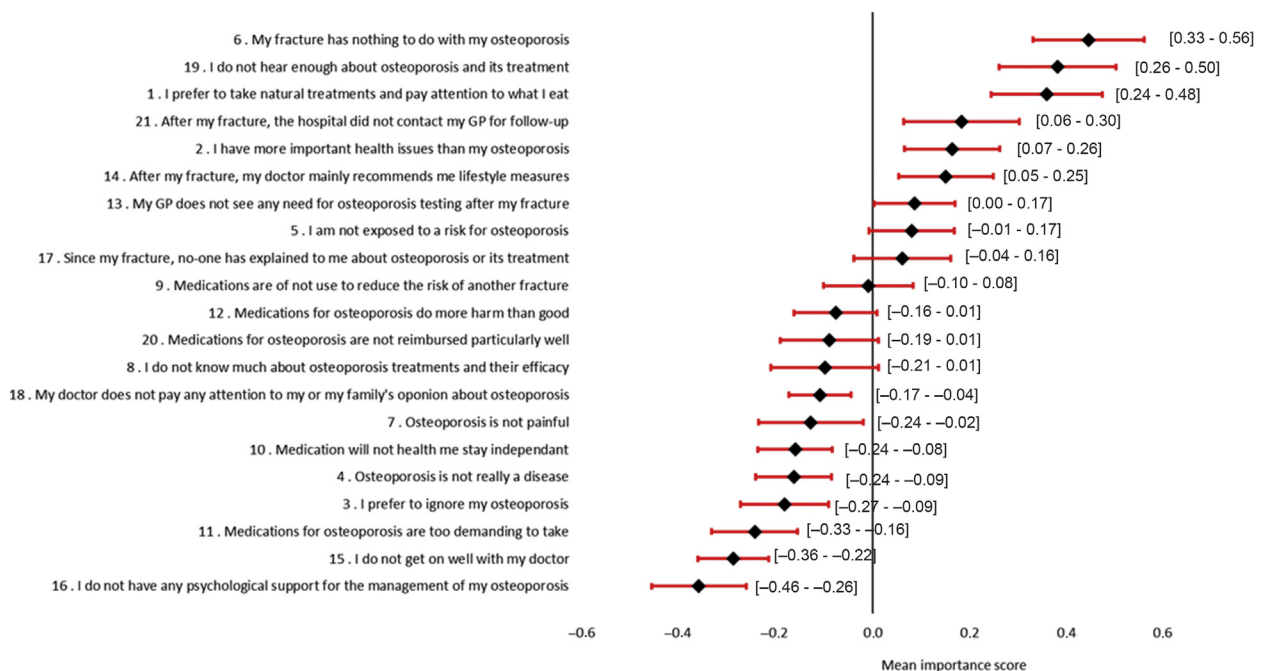 6 . My fracture has nothing to do with my osteoporosis [0.33 - 0.56]
19 . I do not hear enough about osteoporosis and its treatment [0.26 - 0.50]
1 . I prefer to take natural treatments and pay attention to what I eat [0.24 - 0.48]
21 . After my fracture, the hospital did not contact my GP for follow-up [0.06 - 0.30]
2 . I have more important health issues than my osteoporosis [0.07 - 0.26]
14 . After my fracture, my doctor mainly recommends me lifestyle measures [0.05 - 0.25]
13 . My GP does not see any need for osteoporosis testing after my fracture [0.00 - 0.17]
5 . I am not exposed to a risk for osteoporosis [–0.01 - 0.17]
17 . Since my fracture, no-one has explained to me about osteoporosis or its treatment [–0.04 - 0.16]
9 . Medications are of not use to reduce the risk of another fracture [–0.10 - 0.08]
12 . Medications for osteoporosis do more harm than good [–0.16 - 0.01]
20 . Medications for osteoporosis are not reimbursed particularly well [–0.19 - 0.01]
8 . I do not know much about osteoporosis treatments and their efficacy [–0.21 - 0.01]
18 . My doctor does not pay any attention to my or my family's oponion about osteoporosis [–0.17 - –0.04]
7 . Osteoporosis is not painful [–0.24 - –0.02]
10 . Medication will not health me stay independant [–0.24 - –0.08]
4 . Osteoporosis is not really a disease [–0.24 - –0.09]
3 . I prefer to ignore my osteoporosis [–0.27 - –0.09]
11 . Medications for osteoporosis are too demanding to take [–0.33 - –0.16]
15 . I do not get on well with my doctor [–0.36 - –0.22]
16 . I do not have any psychological support for the management of my osteoporosis [–0.46 - –0.26]
–0.6 –0.4 –0.2 0.0 0.2 0.4 0.6
Mean importance score